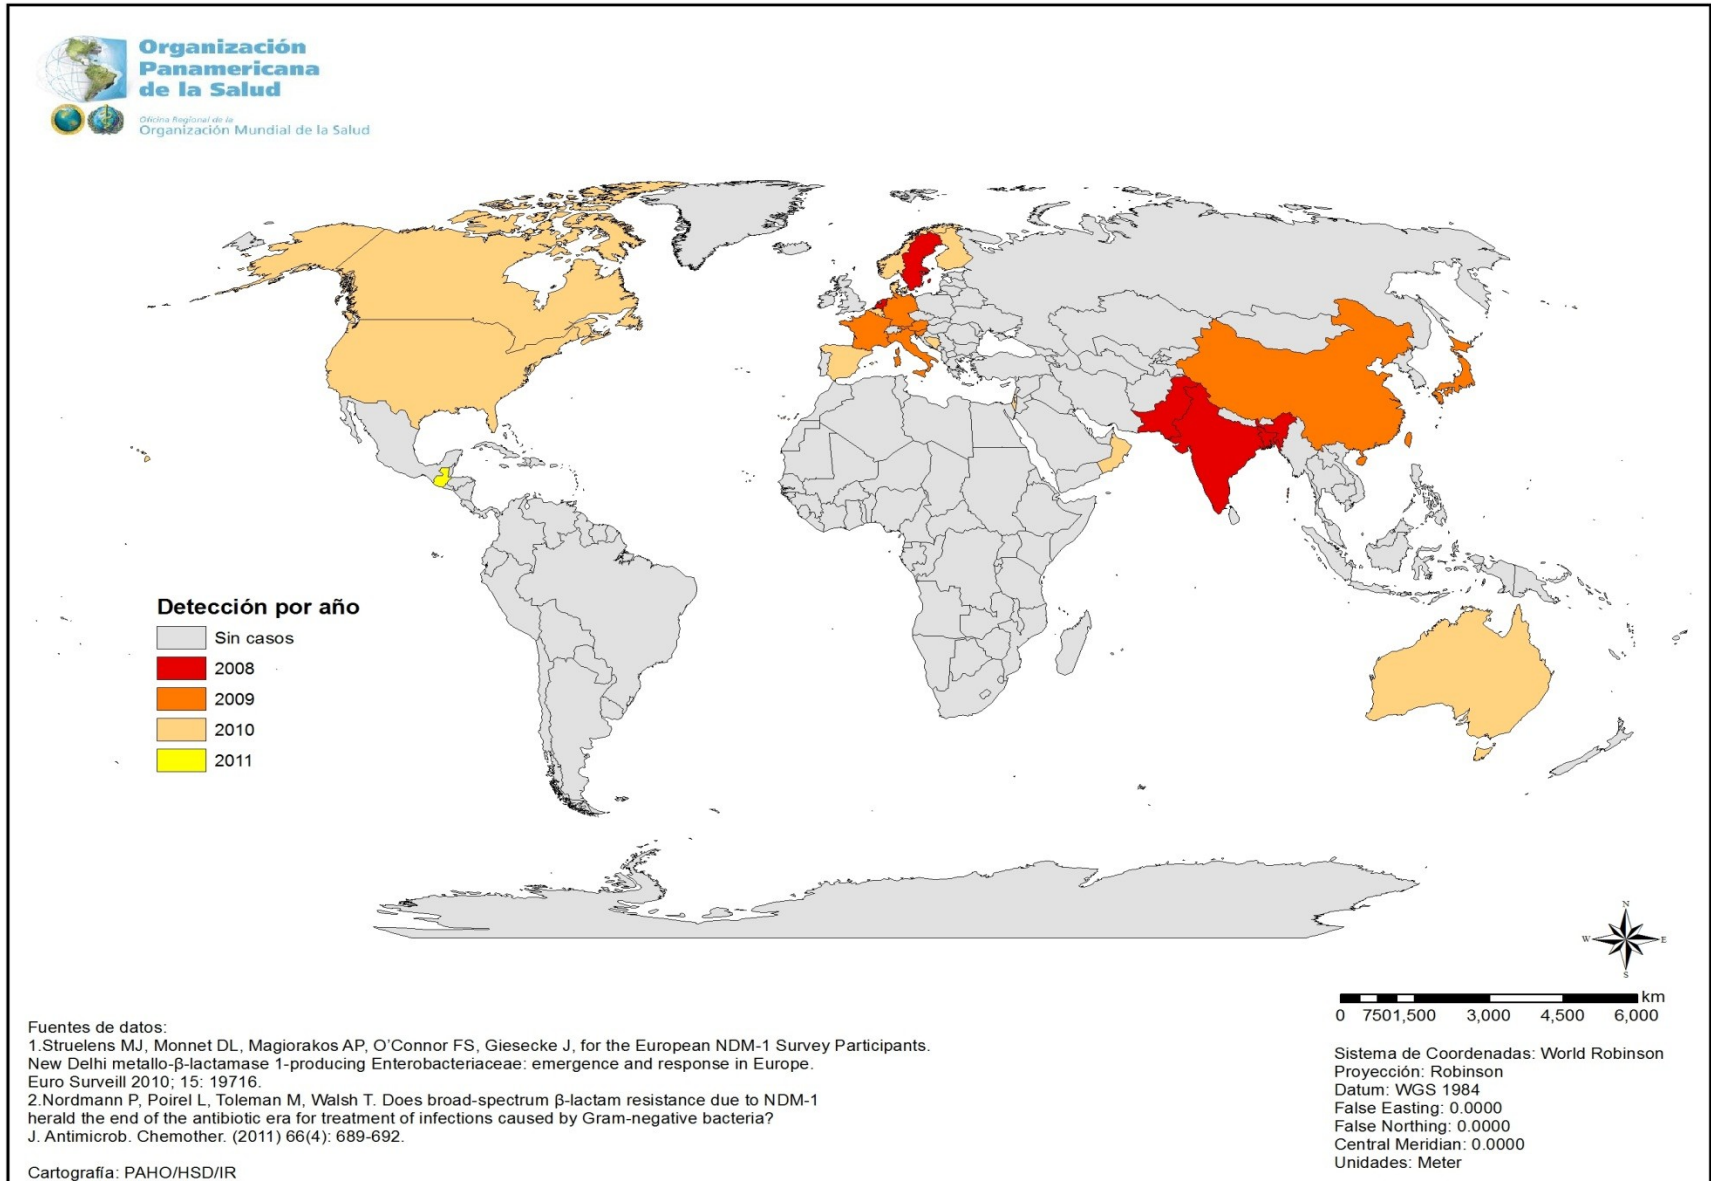 Organización
Panamericana
de la Salud
Oficina Regional de la
Organización Mundial de la Salud
Detección por año
Sin casos
2008
2009
2010
2011
N
W
E
S
km
0 7501,500 3,000 4,500 6,000
Fuentes de datos:
1.Struelens MJ, Monnet DL, Magiorakos AP, O'Connor FS, Giesecke J, for the European NDM-1 Survey Participants.
New Delhi metallo-β-lactamase 1-producing Enterobacteriaceae: emergence and response in Europe.
Euro Surveill 2010; 15: 19716.
2.Nordmann P, Poirel L, Toleman M, Walsh T. Does broad-spectrum β-lactam resistance due to NDM-1
herald the end of the antibiotic era for treatment of infections caused by Gram-negative bacteria?
J. Antimicrob. Chemother. (2011) 66(4): 689-692.
Cartografía: PAHO/HSD/IR
Sistema de Coordenadas: World Robinson
Proyección: Robinson
Datum: WGS 1984
False Easting: 0.0000
False Northing: 0.0000
Central Meridian: 0.0000
Unidades: Meter